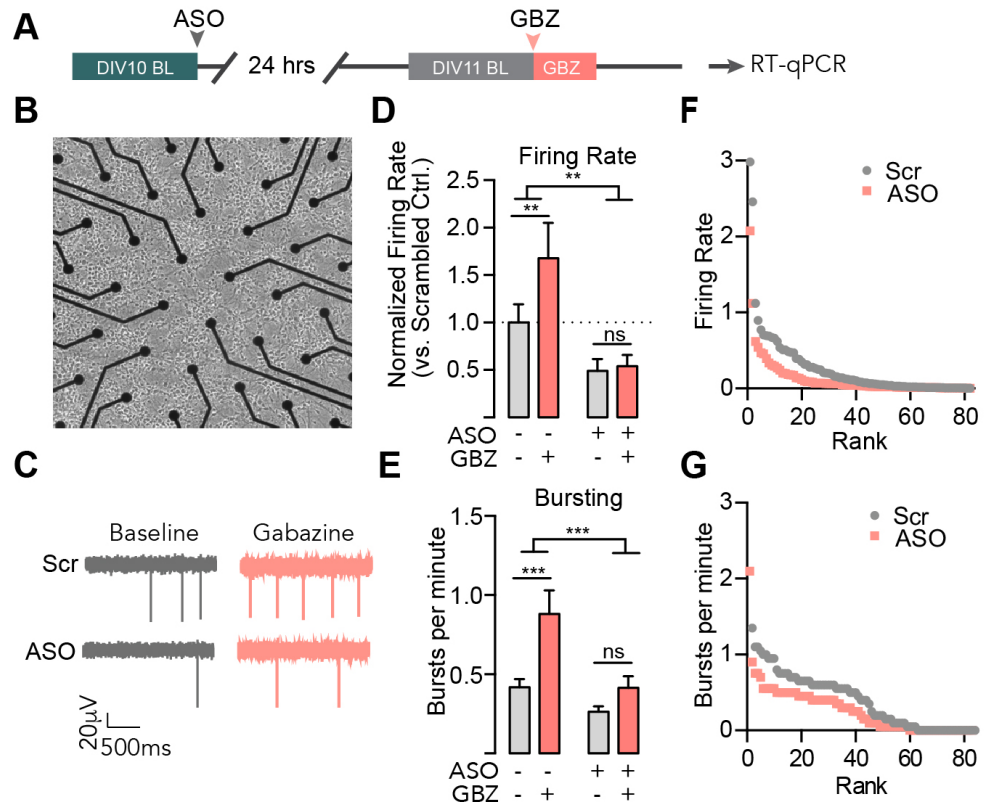 A
ASO
GBZ
DIV10 BL
24 hrs
DIV11 BL
GBZ
RT-qPCR
B
C
Baseline
Gabazine
Scr
ASO
20μV
500ms
D
Firing Rate
Normalized Firing Rate
(vs. Scrambled Ctrl.)
2.5
2.0
1.5
1.0
0.5
**
**
ns
ASO - - + +
GBZ - + - +
E
Bursting
Bursts per minute
1.5
1.0
0.5
***
***
ns
ASO - - + +
GBZ - + - +
F
Firing Rate
3
2
1
0
Scr
ASO
0 20 40 60 80
Rank
G
Bursts per minute
3
2
1
0
Scr
ASO
0 20 40 60 80
Rank